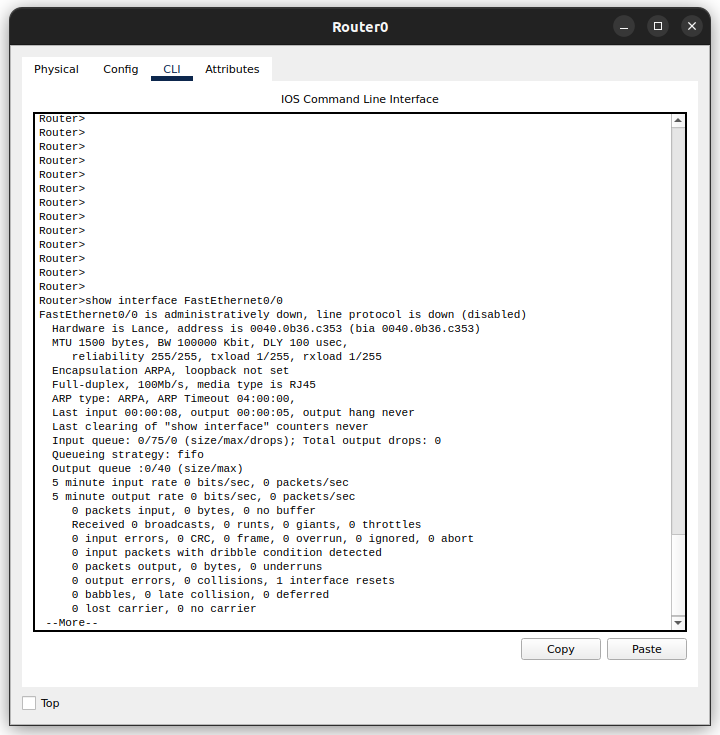 Router0
Physical Config CLI Attributes
IOS Command Line Interface
Router>
Router>
Router>
Router>
Router>
Router>
Router>
Router>
Router>
Router>
Router>
Router>
Router>
Router>show interface FastEthernet0/0
FastEthernet0/0 is administratively down, line protocol is down (disabled)
Hardware is Lance, address is 0040.0b36.c353 (bia 0040.0b36.c353)
MTU 1500 bytes, BW 100000 Kbit, DLY 100 usec,
reliability 255/255, txload 1/255, rxload 1/255
Encapsulation ARPA, loopback not set
Full-duplex, 100Mb/s, media type is RJ45
ARP type: ARPA, ARP Timeout 04:00:00,
Last input 00:00:08, output 00:00:05, output hang never
Last clearing of "show interface" counters never
Input queue: 0/75/0 (size/max/drops); Total output drops: 0
Queueing strategy: fifo
Output queue :0/40 (size/max)
5 minute input rate 0 bits/sec, 0 packets/sec
5 minute output rate 0 bits/sec, 0 packets/sec
0 packets input, 0 bytes, 0 no buffer
Received 0 broadcasts, 0 runts, 0 giants, 0 throttles
0 input errors, 0 CRC, 0 frame, 0 overrun, 0 ignored, 0 abort
0 input packets with dribble condition detected
0 packets output, 0 bytes, 0 underruns
0 output errors, 0 collisions, 1 interface resets
0 babbles, 0 late collision, 0 deferred
0 lost carrier, 0 no carrier
--More--
Copy Paste
Top